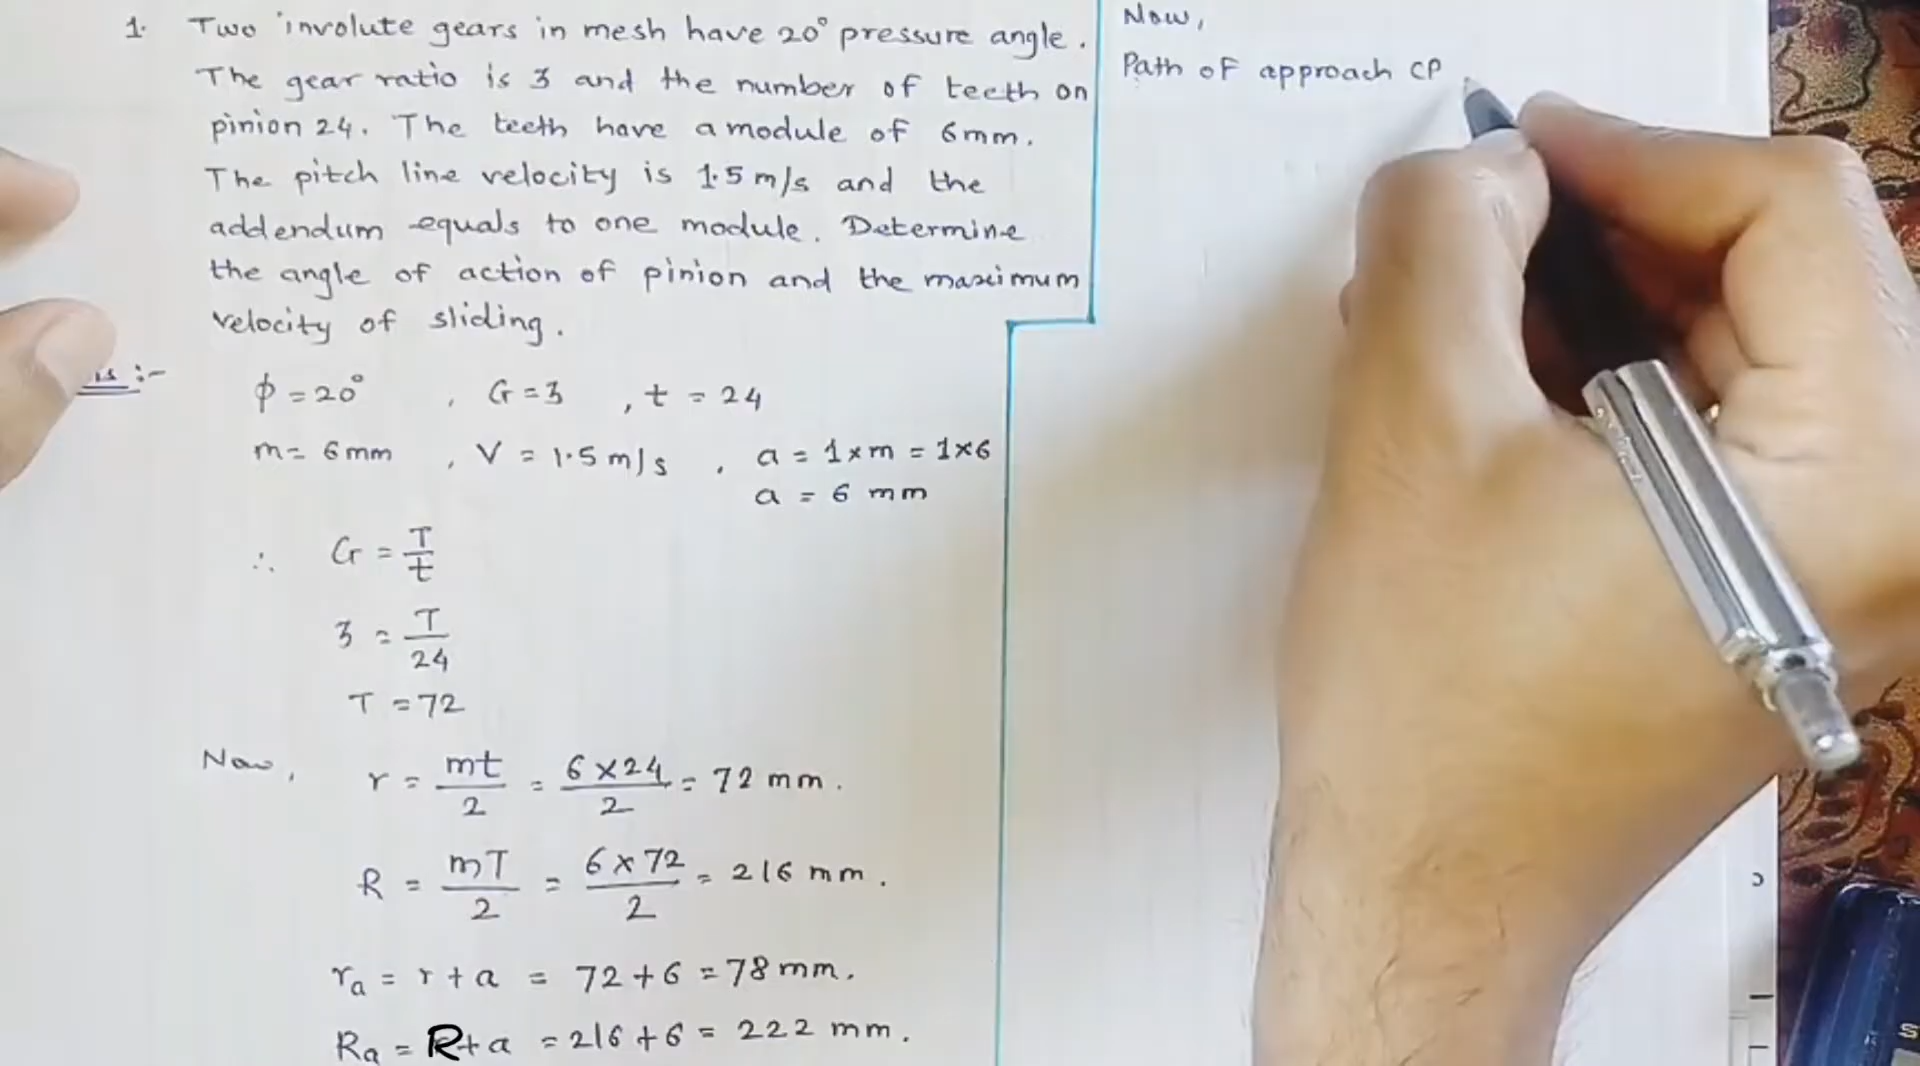 1. Two involute gears in mesh have 20° pressure angle.
The gear ratio is 3 and the number of teeth on
pinion 24. The teeth have a module of 6mm.
The pitch line velocity is 1.5 m/s and the
addendum equals to one module. Determine
the angle of action of pinion and the maximum
velocity of sliding.
:-
ϕ = 20° , G = 3 , t = 24
m = 6 mm , V = 1.5 m/s , a = 1×m = 1×6
a = 6 mm
∴ G = T/t
3 = T/24
T = 72
Now, r = mt/2 = 6×24/2 = 72 mm.
R = mT/2 = 6×72/2 = 216 mm.
ra = r+a = 72+6 = 78 mm.
Ra = R+a = 216+6 = 222 mm.
Now,
Path of approach CP